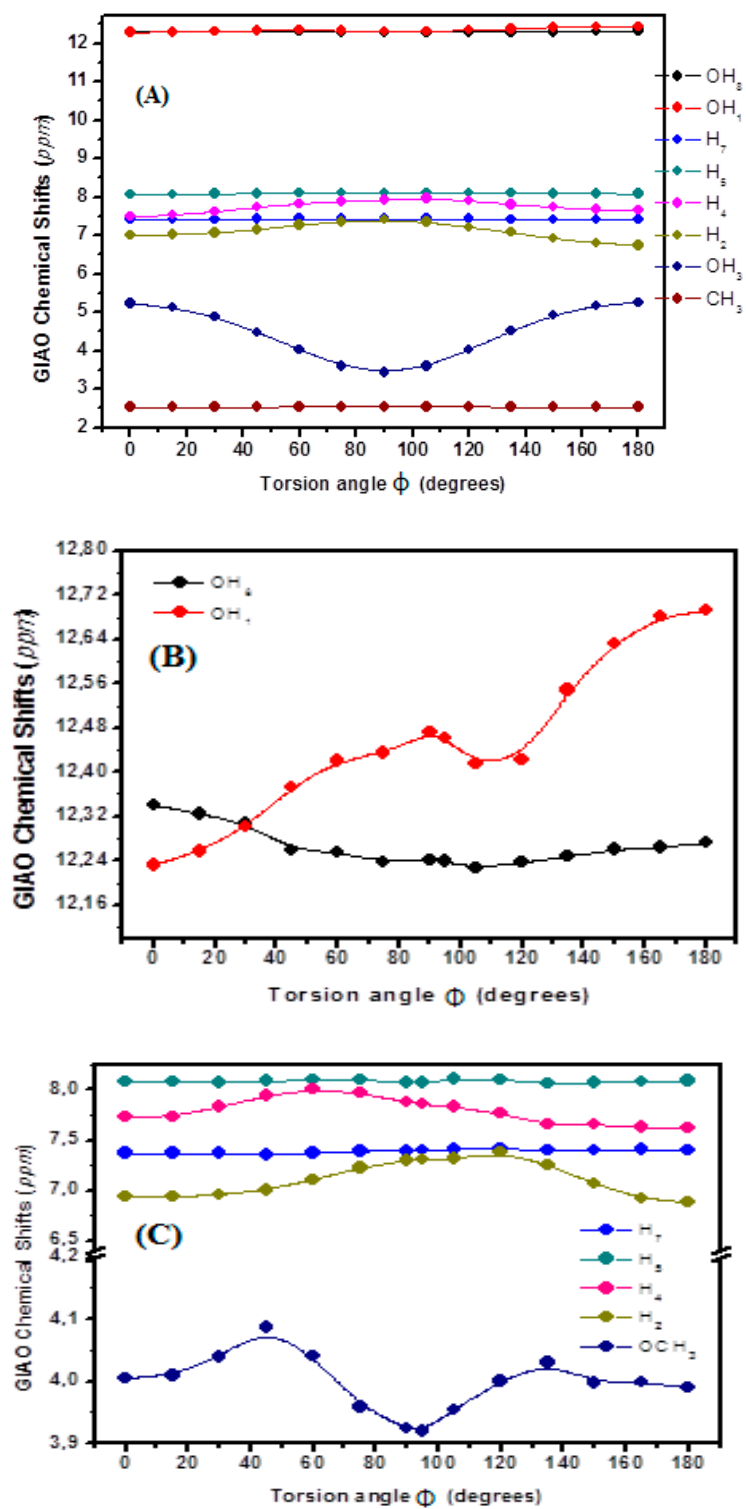 12
11
10
9
8
7
6
5
4
3
2
GIAO Chemical Shifts (ppm)
(A)
0 20 40 60 80 100 120 140 160 180
Torsion angle ϕ (degrees)
OH₈
OH₁
H₇
H₅
H₄
H₂
OH₃
CH₃
12,80
12,72
12,64
12,56
12,48
12,40
12,32
12,24
12,16
GIAO Chemical Shifts (ppm)
OH₈
OH₁
(B)
0 20 40 60 80 100 120 140 160 180
Torsion angle Φ (degrees)
8,0
7,5
7,0
6,5
4,2
4,1
4,0
3,9
GIAO Chemical Shifts (ppm)
(C)
H₇
H₅
H₄
H₂
OCH₃
0 20 40 60 80 100 120 140 160 180
Torsion angle Φ (degrees)